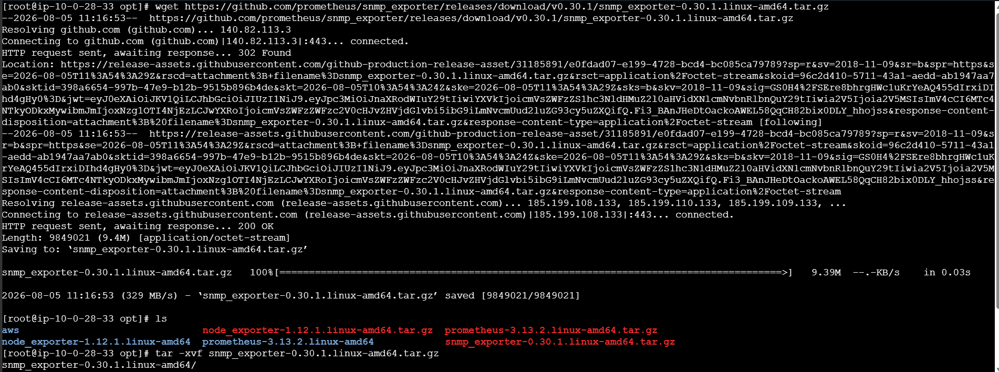 [root@ip-10-0-28-33 opt]# wget https://github.com/prometheus/snmp_exporter/releases/download/v0.30.1/snmp_exporter-0.30.1.linux-amd64.tar.gz
--2026-08-05 11:16:53--  https://github.com/prometheus/snmp_exporter/releases/download/v0.30.1/snmp_exporter-0.30.1.linux-amd64.tar.gz
Resolving github.com (github.com)... 140.82.113.3
Connecting to github.com (github.com)|140.82.113.3|:443... connected.
HTTP request sent, awaiting response... 302 Found
Location: https://release-assets.githubusercontent.com/github-production-release-asset/31185891/e0fdad07-e199-4728-bcd4-bc085ca79789?sp=r&sv=2018-11-09&sr=b&spr=https&s
e=2026-08-05T11%3A54%3A29Z&rscd=attachment%3B+filename%3Dsnmp_exporter-0.30.1.linux-amd64.tar.gz&rsct=application%2Foctet-stream&skoid=96c2d410-5711-43a1-aedd-ab1947aa7
ab0&sktid=398a6654-997b-47e9-b12b-9515b896b4de&skt=2026-08-05T10%3A54%3A24Z&ske=2026-08-05T11%3A54%3A29Z&sks=b&skv=2018-11-09&sig=GS0H4%2FSEre8bhrgHWc1uKrYeAQ455dIrxiDI
hd4gHy0%3D&jwt=eyJ0eXAiOiJKV1QiLCJhbGciOiJIUzI1NiJ9.eyJpc3MiOiJnaXRodWIuY29tIiwiYXVkIjoicmVsZWFzZS1hc3NldHMuZ2l0aHVidXNlcmNvbnRlbnQuY29tIiwia2V5Ijoia2V5MSIsImV4cCI6MTc4
NTkyODkxMywibmJmIjoxNzg1OTI4NjEzLCJwYXRoIjoicmVsZWFzZWFzc2V0cHJvZHVjdGlvbi5ibG9iLmNvcmUud2luZG93cy5uZXQifQ.Fi3_BAnJHeDtOackoAWEL58QqCH82bix0DLY_hhojss&response-content-
disposition=attachment%3B%20filename%3Dsnmp_exporter-0.30.1.linux-amd64.tar.gz&response-content-type=application%2Foctet-stream [following]
--2026-08-05 11:16:53--  https://release-assets.githubusercontent.com/github-production-release-asset/31185891/e0fdad07-e199-4728-bcd4-bc085ca79789?sp=r&sv=2018-11-09&s
r=b&spr=https&se=2026-08-05T11%3A54%3A29Z&rscd=attachment%3B+filename%3Dsnmp_exporter-0.30.1.linux-amd64.tar.gz&rsct=application%2Foctet-stream&skoid=96c2d410-5711-43a1
-aedd-ab1947aa7ab0&sktid=398a6654-997b-47e9-b12b-9515b896b4de&skt=2026-08-05T10%3A54%3A24Z&ske=2026-08-05T11%3A54%3A29Z&sks=b&skv=2018-11-09&sig=GS0H4%2FSEre8bhrgHWc1uK
rYeAQ455dIrxiDIhd4gHy0%3D&jwt=eyJ0eXAiOiJKV1QiLCJhbGciOiJIUzI1NiJ9.eyJpc3MiOiJnaXRodWIuY29tIiwiYXVkIjoicmVsZWFzZS1hc3NldHMuZ2l0aHVidXNlcmNvbnRlbnQuY29tIiwia2V5Ijoia2V5M
SIsImV4cCI6MTc4NTkyODkxMywibmJmIjoxNzg1OTI4NjEzLCJwYXRoIjoicmVsZWFzZWFzc2V0cHJvZHVjdGlvbi5ibG9iLmNvcmUud2luZG93cy5uZXQifQ.Fi3_BAnJHeDtOackoAWEL58QqCH82bix0DLY_hhojss&re
sponse-content-disposition=attachment%3B%20filename%3Dsnmp_exporter-0.30.1.linux-amd64.tar.gz&response-content-type=application%2Foctet-stream
Resolving release-assets.githubusercontent.com (release-assets.githubusercontent.com)... 185.199.108.133, 185.199.110.133, 185.199.109.133, ...
Connecting to release-assets.githubusercontent.com (release-assets.githubusercontent.com)|185.199.108.133|:443... connected.
HTTP request sent, awaiting response... 200 OK
Length: 9849021 (9.4M) [application/octet-stream]
Saving to: ‘snmp_exporter-0.30.1.linux-amd64.tar.gz’
snmp_exporter-0.30.1.linux-amd64.tar.gz   100%[=====================================================================================>]   9.39M  --.-KB/s    in 0.03s
2026-08-05 11:16:53 (329 MB/s) - ‘snmp_exporter-0.30.1.linux-amd64.tar.gz’ saved [9849021/9849021]
[root@ip-10-0-28-33 opt]# ls
aws                               node_exporter-1.12.1.linux-amd64.tar.gz  prometheus-3.13.2.linux-amd64.tar.gz
node_exporter-1.12.1.linux-amd64  prometheus-3.13.2.linux-amd64            snmp_exporter-0.30.1.linux-amd64.tar.gz
[root@ip-10-0-28-33 opt]# tar -xvf snmp_exporter-0.30.1.linux-amd64.tar.gz
snmp_exporter-0.30.1.linux-amd64/